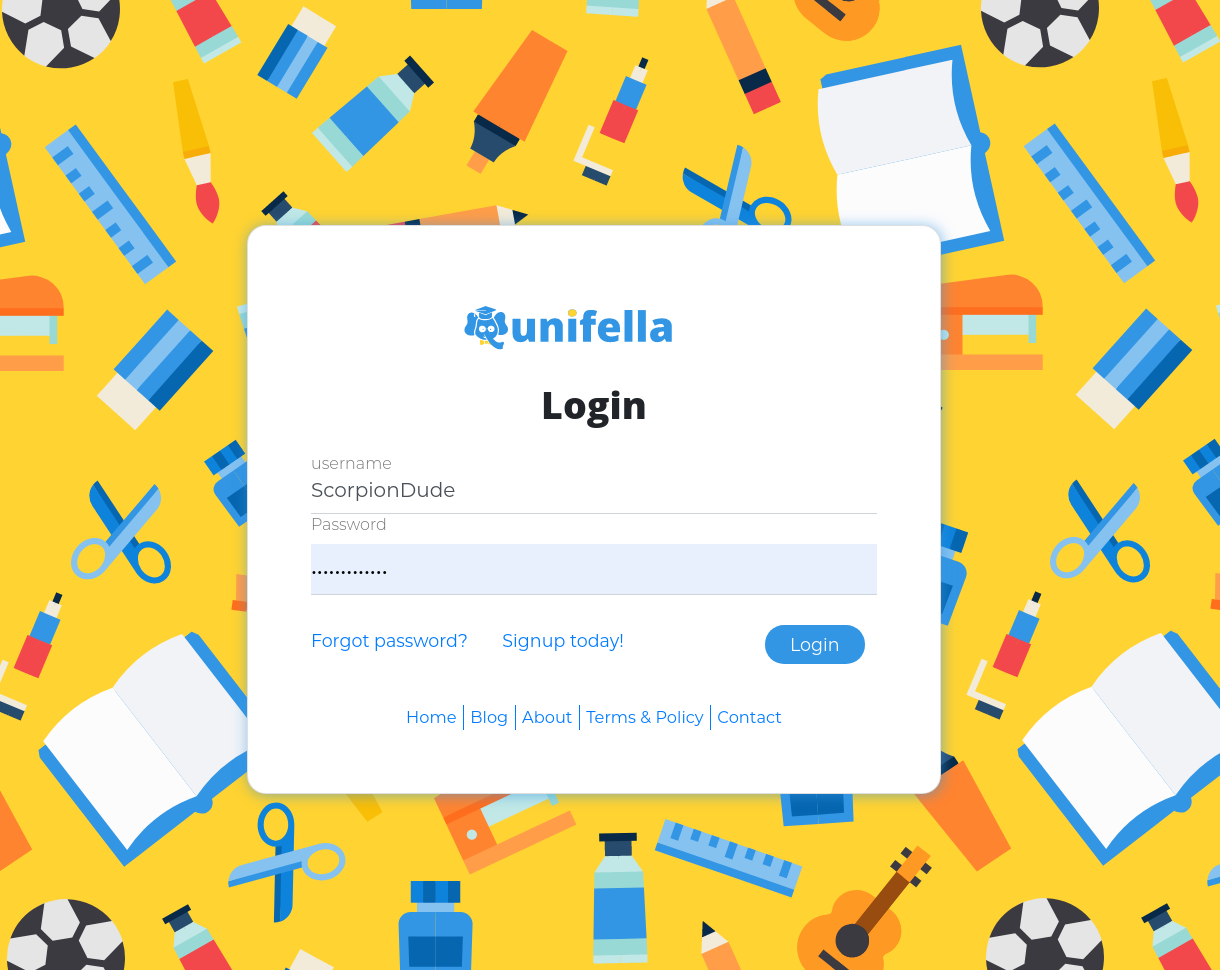 unifella
Login
username
ScorpionDude
Password
•••••••••••••
Forgot password? Signup today! Login
Home Blog About Terms & Policy Contact